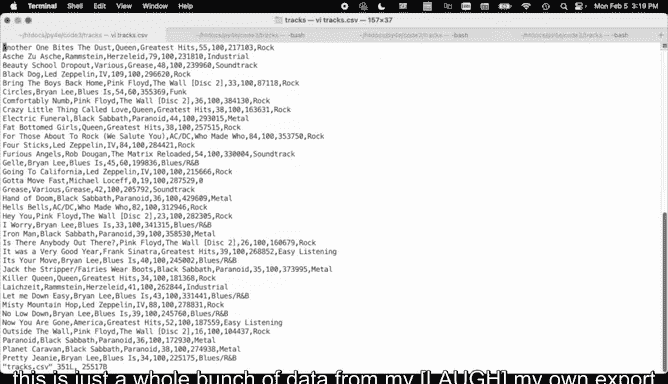 Terminal Shell Edit View Window Help
Mon Feb 5 3:19 PM
tracks — vi tracks.csv — 157×37
Another One Bites The Dust,Queen,Greatest Hits,55,100,217103,Rock
Asche Zu Asche,Rammstein,Herzeleid,79,100,231810,Industrial
Beauty School Dropout,Various,Grease,48,100,239960,Soundtrack
Black Dog,Led Zeppelin,IV,109,100,296620,Rock
Bring The Boys Back Home,Pink Floyd,The Wall [Disc 2],33,100,87118,Rock
Circles,Bryan Lee,Blues Is,54,60,355369,Funk
Comfortably Numb,Pink Floyd,The Wall [Disc 2],36,100,384130,Rock
Crazy Little Thing Called Love,Queen,Greatest Hits,38,100,163631,Rock
Electric Funeral,Black Sabbath,Paranoid,44,100,293015,Metal
Fat Bottomed Girls,Queen,Greatest Hits,38,100,257515,Rock
For Those About To Rock (We Salute You),AC/DC,Who Made Who,84,100,353750,Rock
Four Sticks,Led Zeppelin,IV,84,100,284421,Rock
Furious Angels,Rob Dougan,The Matrix Reloaded,54,100,330004,Soundtrack
Gelle,Bryan Lee,Blues Is,45,60,199836,Blues/R&B
Going To California,Led Zeppelin,IV,100,100,215666,Rock
Gotta Move Fast,Michael Loceff,0,19,100,287529,0
Grease,Various,Grease,42,100,205792,Soundtrack
Hand of Doom,Black Sabbath,Paranoid,36,100,429609,Metal
Hells Bells,AC/DC,Who Made Who,82,100,312946,Rock
Hey You,Pink Floyd,The Wall [Disc 2],23,100,282305,Rock
I Worry,Bryan Lee,Blues Is,33,100,341315,Blues/R&B
Iron Man,Black Sabbath,Paranoid,39,100,358530,Metal
Is There Anybody Out There?,Pink Floyd,The Wall [Disc 2],26,100,160679,Rock
It was a Very Good Year,Frank Sinatra,Greatest Hits,39,100,268852,Easy Listening
Its Your Move,Bryan Lee,Blues Is,40,100,245002,Blues/R&B
Jack the Stripper/Fairies Wear Boots,Black Sabbath,Paranoid,35,100,373995,Metal
Killer Queen,Queen,Greatest Hits,34,100,181368,Rock
Laichzeit,Rammstein,Herzeleid,41,100,262844,Industrial
Let me Down Easy,Bryan Lee,Blues Is,43,100,331441,Blues/R&B
Misty Mountain Hop,Led Zeppelin,IV,88,100,278831,Rock
No Low Down,Bryan Lee,Blues Is,39,100,245760,Blues/R&B
Now You Are Gone,America,Greatest Hits,52,100,187559,Easy Listening
Outside The Wall,Pink Floyd,The Wall [Disc 2],16,100,104437,Rock
Paranoid,Black Sabbath,Paranoid,36,100,172930,Metal
Planet Caravan,Black Sabbath,Paranoid,38,100,274938,Metal
Pretty Jeanie,Bryan Lee,Blues Is,34,100,225175,Blues/R&B
"tracks.csv" 351L, 25517B
this is just a whole bunch of data from my [LAUGH] my own export